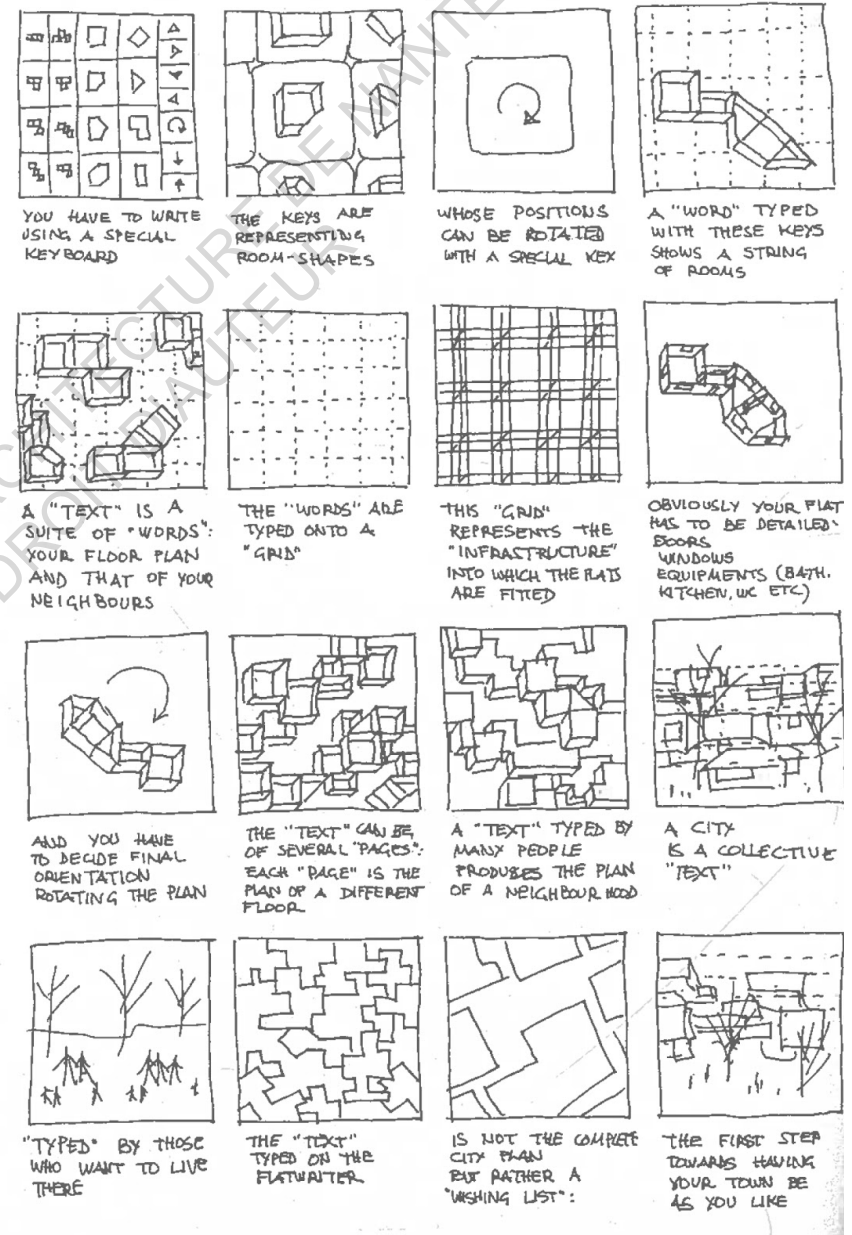 YOU HAVE TO WRITE
USING A SPECIAL
KEYBOARD
THE KEYS ARE
REPRESENTING
ROOM-SHAPES
WHOSE POSITIONS
CAN BE ROTATED
WITH A SPECIAL KEY
A "WORD" TYPED
WITH THESE KEYS
SHOWS A STRING
OF ROOMS
A "TEXT" IS A
SUITE OF "WORDS":
YOUR FLOOR PLAN
AND THAT OF YOUR
NEIGHBOURS
THE "WORDS" ARE
TYPED ONTO A
"GRID"
THIS "GRID"
REPRESENTS THE
"INFRASTRUCTURE"
INTO WHICH THE FLATS
ARE FITTED
OBVIOUSLY YOUR FLAT
HAS TO BE DETAILED:
DOORS
WINDOWS
EQUIPMENTS (BATH.
KITCHEN, WC ETC)
AND YOU HAVE
TO DECIDE FINAL
ORIENTATION
ROTATING THE PLAN
THE "TEXT" CAN BE
OF SEVERAL "PAGES":
EACH "PAGE" IS THE
PLAN OF A DIFFERENT
FLOOR
A "TEXT" TYPED BY
MANY PEOPLE
PRODUSES THE PLAN
OF A NEIGHBOURHOOD
A CITY
IS A COLLECTIVE
"TEXT"
"TYPED" BY THOSE
WHO WANT TO LIVE
THERE
THE "TEXT"
TYPED ON THE
FLATWRITER
IS NOT THE COMPLETE
CITY PLAN
BUT RATHER A
"WISHING LIST":
THE FIRST STEP
TOWARDS HAVING
YOUR TOWN BE
AS YOU LIKE
ARCHITECTURE DE NANTE
DROIT D'AUTEUR